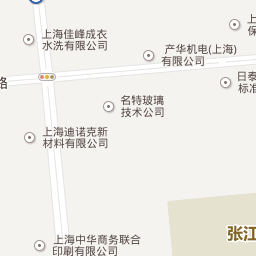 上海
保
上海佳峰成衣
水洗有限公司
产华机电(上海)
有限公司
路
日泰
标准
名特玻璃
技术公司
上海迪诺克新
材料有限公司
张江
上海中华商务联合
印刷有限公司